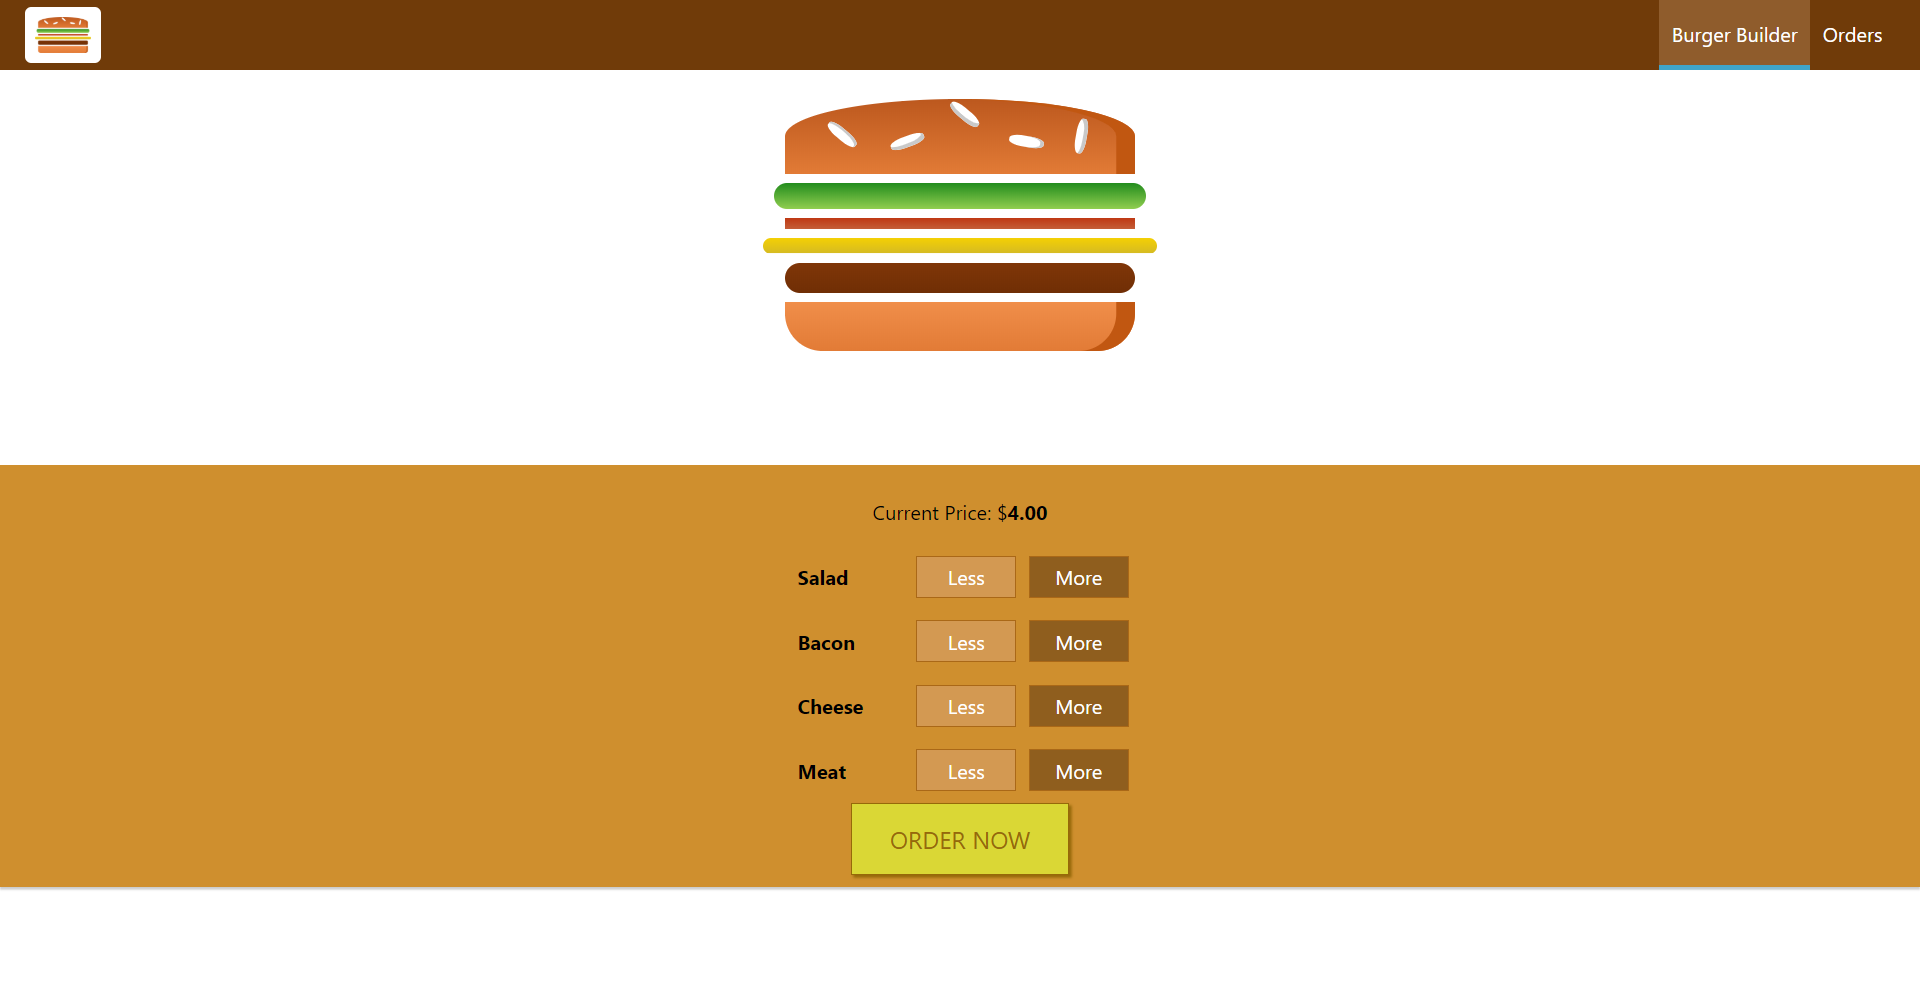 Burger Builder Orders
Current Price: $4.00
Salad Less More
Bacon Less More
Cheese Less More
Meat Less More
ORDER NOW